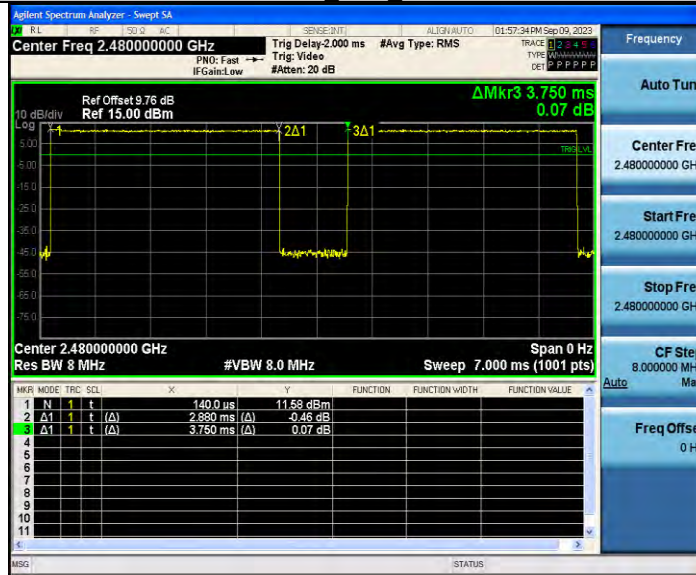 Agilent Spectrum Analyzer - Swept SA
RL RF 50 Ω AC SENSE:INT ALIGN AUTO 01:57:34 PM Sep 09, 2023
Center Freq 2.480000000 GHz
PNO: Fast
IFGain:Low
Trig Delay-2.000 ms
Trig: Video
#Atten: 20 dB
#Avg Type: RMS
TRACE 1 2 3 4 5 6
TYPE W
DET P P P P P P
Ref Offset 9.76 dB
10 dB/div Ref 15.00 dBm
Log
ΔMkr3 3.750 ms
0.07 dB
1 2Δ1 3Δ1
5.00
TRIG LVL
-5.00
-15.0
-25.0
-35.0
-45.0
-55.0
-65.0
-75.0
Center 2.480000000 GHz Span 0 Hz
Res BW 8 MHz #VBW 8.0 MHz Sweep 7.000 ms (1001 pts)
MKR MODE TRC SCL X Y FUNCTION FUNCTION WIDTH FUNCTION VALUE
1 N 1 t 140.0 µs 11.58 dBm
2 Δ1 1 t (Δ) 2.880 ms (Δ) -0.46 dB
3 Δ1 1 t (Δ) 3.750 ms (Δ) 0.07 dB
4
5
6
7
8
9
10
11
MSG STATUS
Frequency
Auto Tun
Center Fre
2.480000000 GH
Start Fre
2.480000000 GH
Stop Fre
2.480000000 GH
CF Ste
8.000000 MH
Auto Ma
Freq Offse
0 H